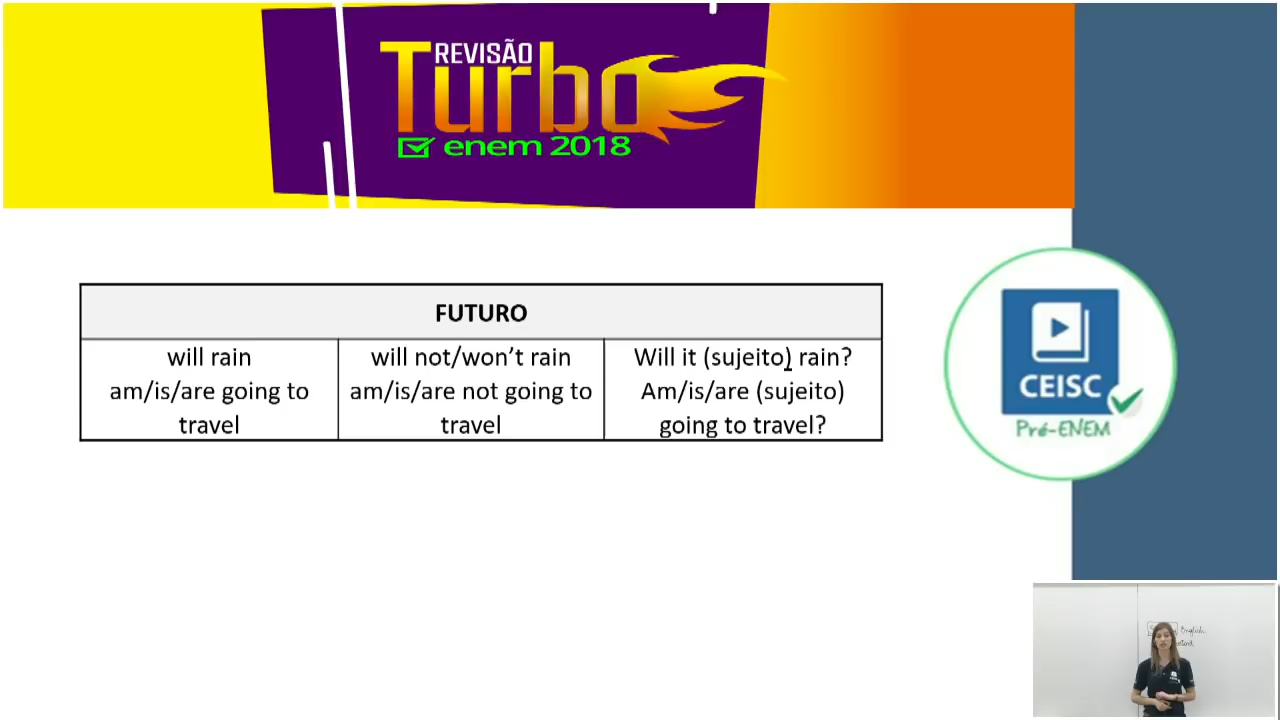 REVISÃO
Turbo
enem 2018
FUTURO
will rain
am/is/are going to
travel
will not/won't rain
am/is/are not going to
travel
Will it (sujeito) rain?
Am/is/are (sujeito)
going to travel?
CEISC
Pré-ENEM
English